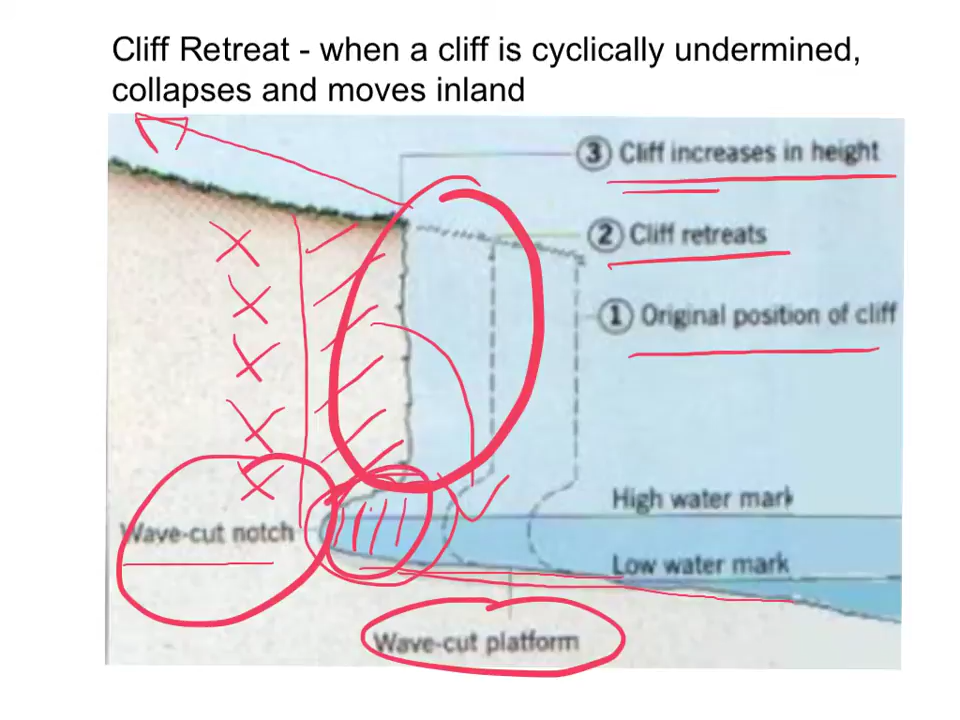 Cliff Retreat - when a cliff is cyclically undermined,
collapses and moves inland
③ Cliff increases in height
② Cliff retreats
① Original position of cliff
High water mark
Wave-cut notch
Low water mark
Wave-cut platform